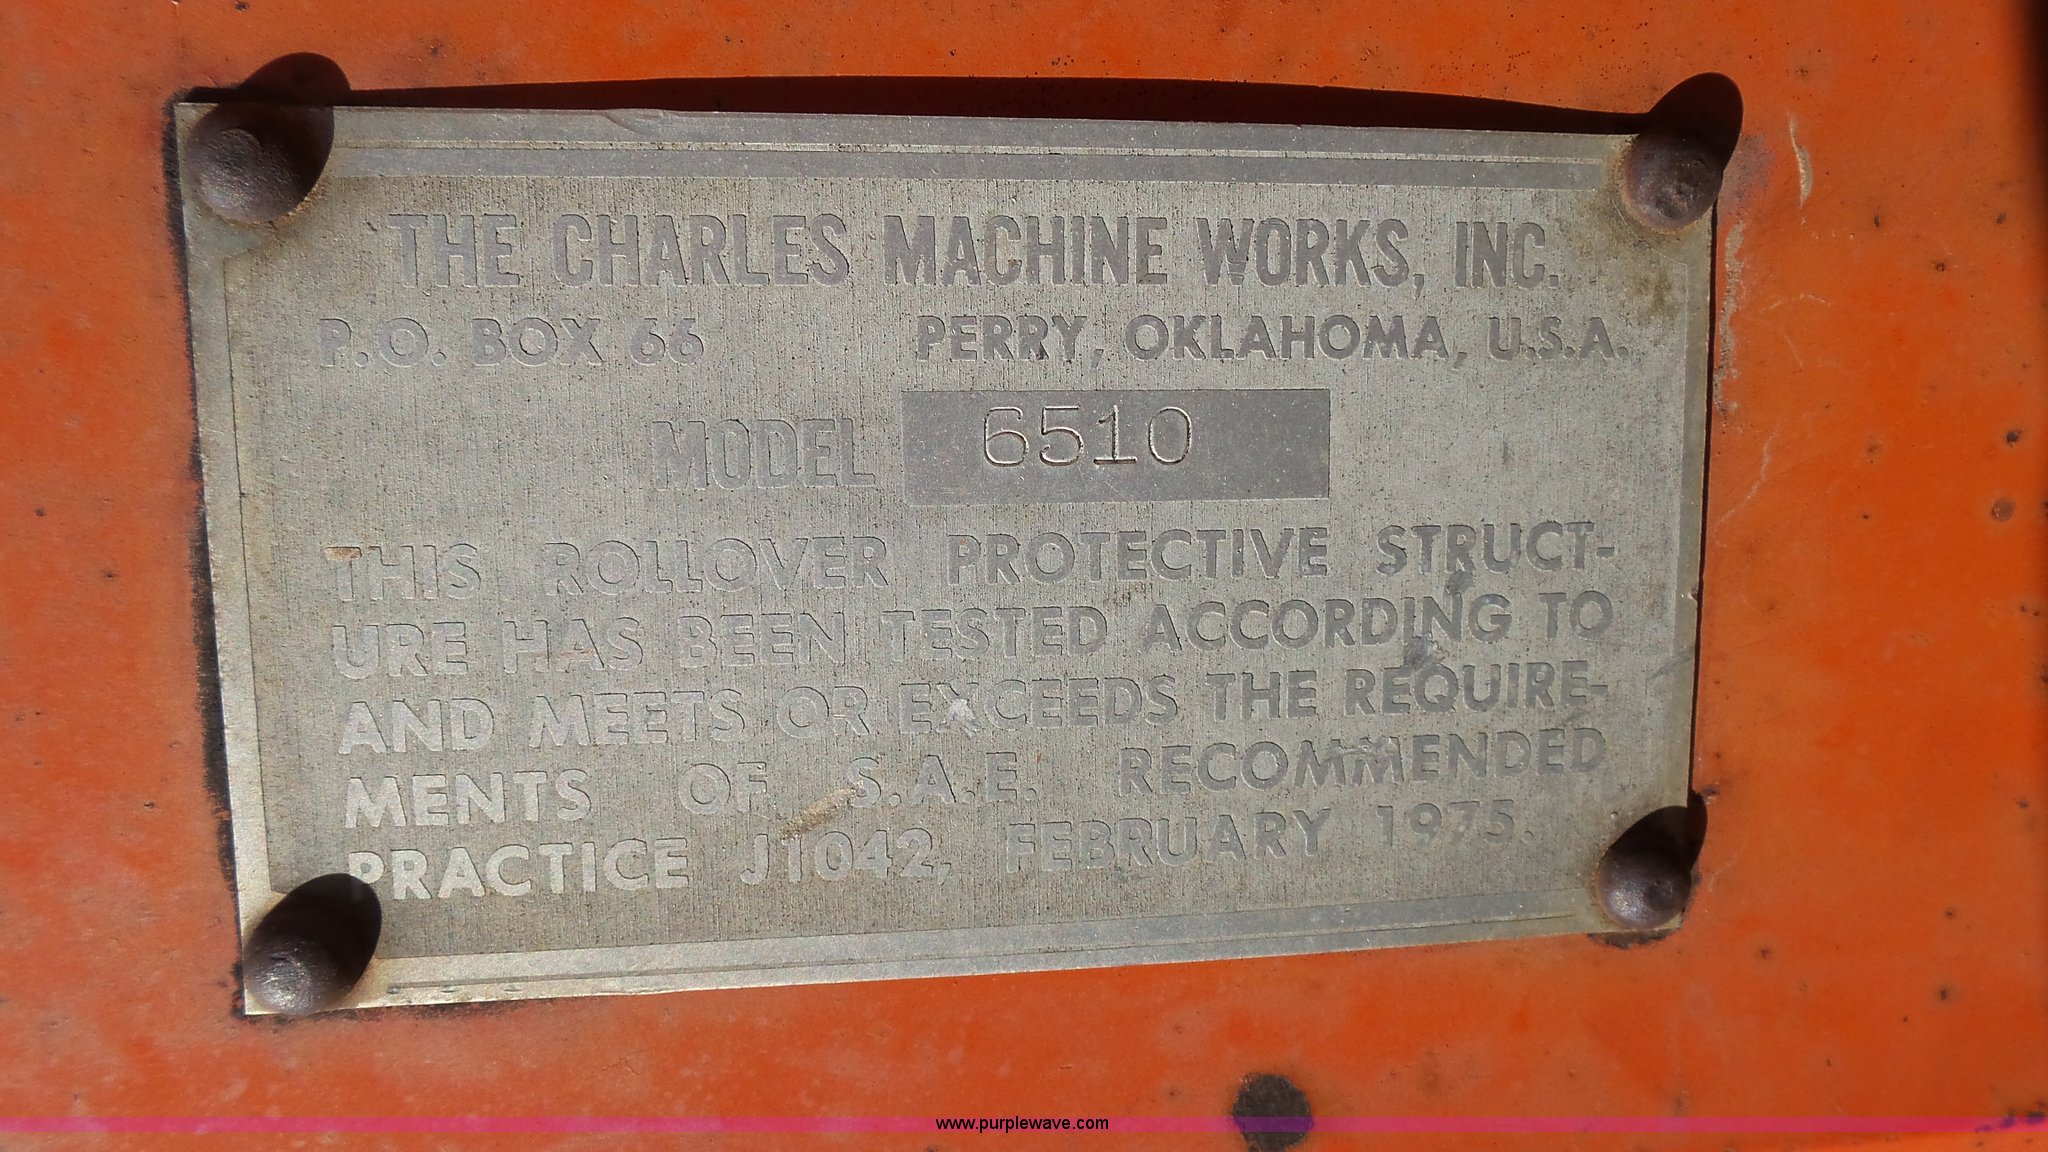 THE CHARLES MACHINE WORKS, INC.
P.O. BOX 66 PERRY, OKLAHOMA, U.S.A.
MODEL 6510
THIS ROLLOVER PROTECTIVE STRUCT-
URE HAS BEEN TESTED ACCORDING TO
AND MEETS OR EXCEEDS THE REQUIRE-
MENTS OF S.A.E. RECOMMENDED
PRACTICE J1042, FEBRUARY 1975.
www.purplewave.com